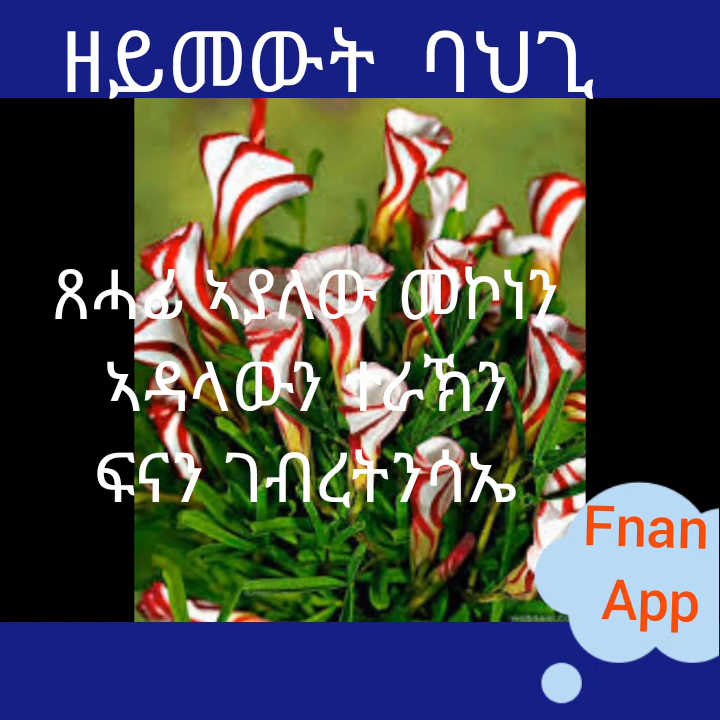 ዘይመውት ባህጊ
ጸሓፊ ኣያለው መኮነን
ኣዳላውን ተራኽን
ፍናን ገብረትንሳኤ
Fnan
App